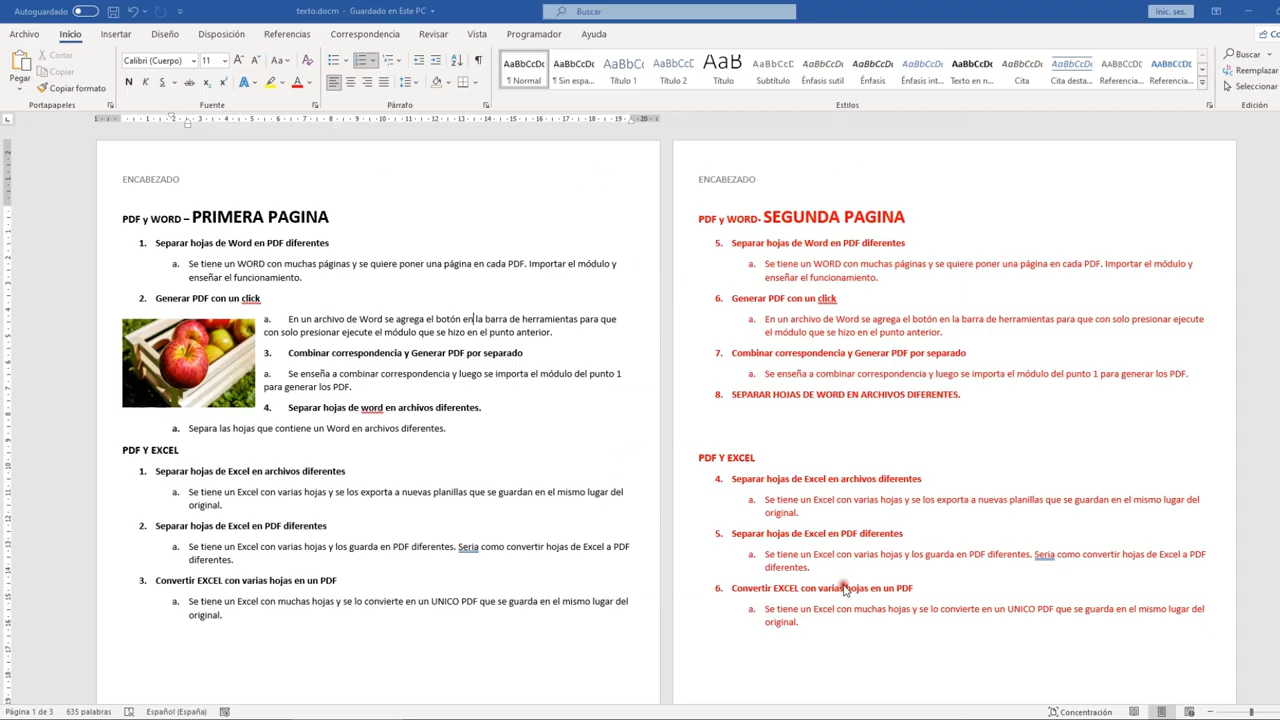 Autoguardado
texto.docm - Guardado en Este PC
Buscar
Inic. ses.
Archivo Inicio Insertar Diseño Disposición Referencias Correspondencia Revisar Vista Programador Ayuda
Pegar
Cortar
Copiar
Copiar formato
Portapapeles
Calibri (Cuerpo) 11
Fuente
Párrafo
AaBbCcDc ¶ Normal
AaBbCcDc ¶ Sin espa...
AaBbCc Título 1
AaBbCcD Título 2
AaB Título
AaBbCcD Subtítulo
AaBbCcDc Énfasis sutil
AaBbCcDc Énfasis
AaBbCcDc Énfasis int...
AaBbCcDc Texto en n...
AaBbCcDc Cita
AaBbCcDc Cita desta...
AaBbCcDc Referencia...
AaBbCcDc Referencia...
Estilos
Buscar
Reemplazar
Seleccionar
Edición
ENCABEZADO
PDF y WORD – PRIMERA PAGINA
1. Separar hojas de Word en PDF diferentes
a. Se tiene un WORD con muchas páginas y se quiere poner una página en cada PDF. Importar el módulo y
enseñar el funcionamiento.
2. Generar PDF con un click
a. En un archivo de Word se agrega el botón en la barra de herramientas para que
con solo presionar ejecute el módulo que se hizo en el punto anterior.
3. Combinar correspondencia y Generar PDF por separado
a. Se enseña a combinar correspondencia y luego se importa el módulo del punto 1
para generar los PDF.
4. Separar hojas de word en archivos diferentes.
a. Separa las hojas que contiene un Word en archivos diferentes.
PDF Y EXCEL
1. Separar hojas de Excel en archivos diferentes
a. Se tiene un Excel con varias hojas y se los exporta a nuevas planillas que se guardan en el mismo lugar del
original.
2. Separar hojas de Excel en PDF diferentes
a. Se tiene un Excel con varias hojas y los guarda en PDF diferentes. Seria como convertir hojas de Excel a PDF
diferentes.
3. Convertir EXCEL con varias hojas en un PDF
a. Se tiene un Excel con muchas hojas y se lo convierte en un UNICO PDF que se guarda en el mismo lugar del
original.
ENCABEZADO
PDF y WORD- SEGUNDA PAGINA
5. Separar hojas de Word en PDF diferentes
a. Se tiene un WORD con muchas páginas y se quiere poner una página en cada PDF. Importar el módulo y
enseñar el funcionamiento.
6. Generar PDF con un click
a. En un archivo de Word se agrega el botón en la barra de herramientas para que con solo presionar ejecute
el módulo que se hizo en el punto anterior.
7. Combinar correspondencia y Generar PDF por separado
a. Se enseña a combinar correspondencia y luego se importa el módulo del punto 1 para generar los PDF.
8. SEPARAR HOJAS DE WORD EN ARCHIVOS DIFERENTES.
PDF Y EXCEL
4. Separar hojas de Excel en archivos diferentes
a. Se tiene un Excel con varias hojas y se los exporta a nuevas planillas que se guardan en el mismo lugar del
original.
5. Separar hojas de Excel en PDF diferentes
a. Se tiene un Excel con varias hojas y los guarda en PDF diferentes. Seria como convertir hojas de Excel a PDF
diferentes.
6. Convertir EXCEL con varias hojas en un PDF
a. Se tiene un Excel con muchas hojas y se lo convierte en un UNICO PDF que se guarda en el mismo lugar del
original.
Página 1 de 3 635 palabras Español (España) Concentración